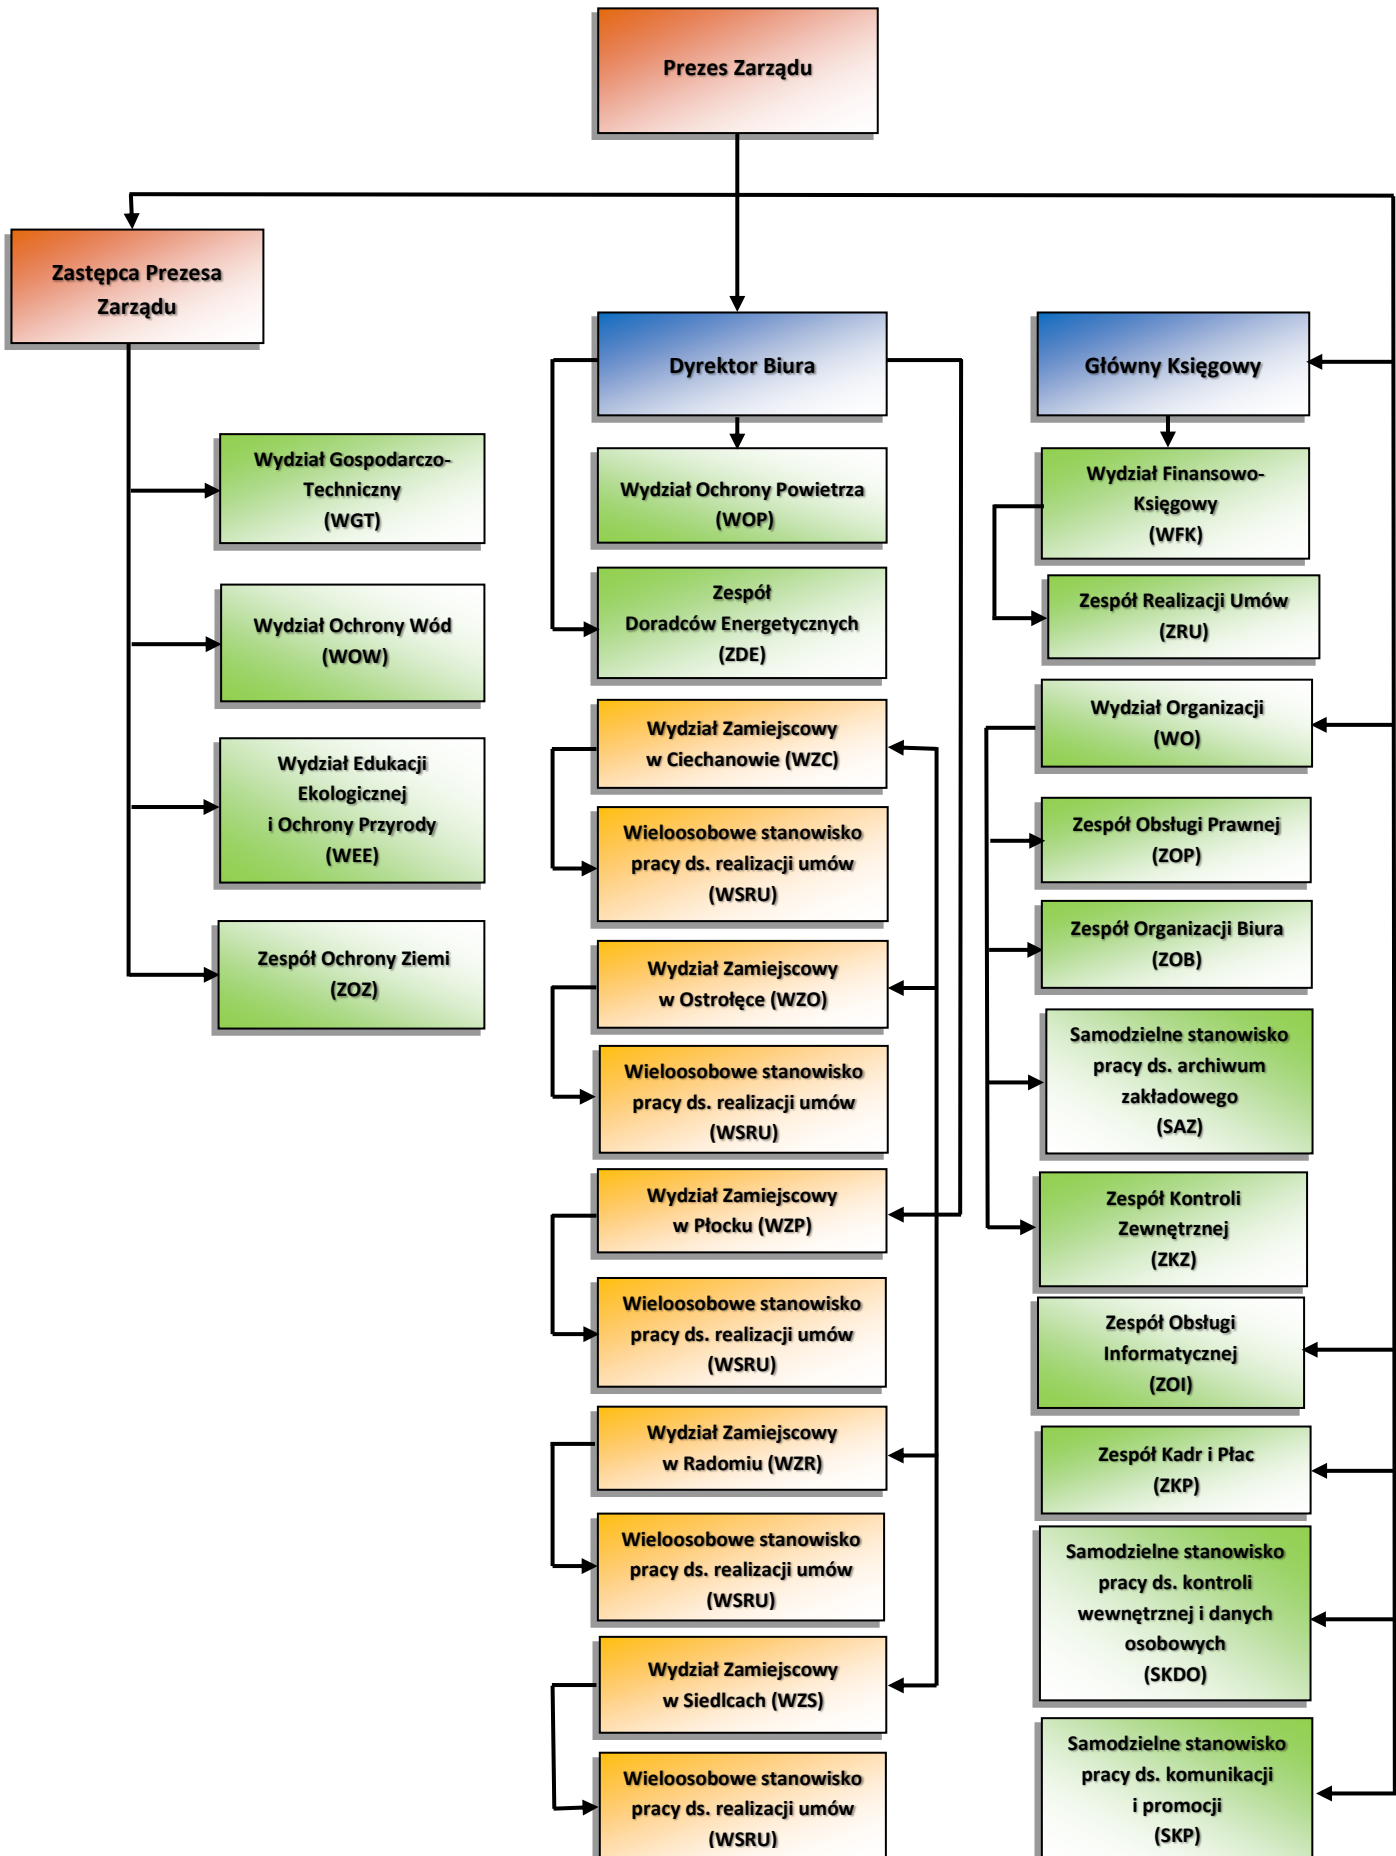 Prezes Zarządu
Zastępca Prezesa
Zarządu
Wydział Gospodarczo-
Techniczny
(WGT)
Wydział Ochrony Wód
(WOW)
Wydział Edukacji
Ekologicznej
i Ochrony Przyrody
(WEE)
Zespół Ochrony Ziemi
(ZOZ)
Dyrektor Biura
Wydział Ochrony Powietrza
(WOP)
Zespół
Doradców Energetycznych
(ZDE)
Wydział Zamiejscowy
w Ciechanowie (WZC)
Wieloosobowe stanowisko
pracy ds. realizacji umów
(WSRU)
Wydział Zamiejscowy
w Ostrołęce (WZO)
Wieloosobowe stanowisko
pracy ds. realizacji umów
(WSRU)
Wydział Zamiejscowy
w Płocku (WZP)
Wieloosobowe stanowisko
pracy ds. realizacji umów
(WSRU)
Wydział Zamiejscowy
w Radomiu (WZR)
Wieloosobowe stanowisko
pracy ds. realizacji umów
(WSRU)
Wydział Zamiejscowy
w Siedlcach (WZS)
Wieloosobowe stanowisko
pracy ds. realizacji umów
(WSRU)
Główny Księgowy
Wydział Finansowo-
Księgowy
(WFK)
Zespół Realizacji Umów
(ZRU)
Wydział Organizacji
(WO)
Zespół Obsługi Prawnej
(ZOP)
Zespół Organizacji Biura
(ZOB)
Samodzielne stanowisko
pracy ds. archiwum
zakładowego
(SAZ)
Zespół Kontroli
Zewnętrznej
(ZKZ)
Zespół Obsługi
Informatycznej
(ZOI)
Zespół Kadr i Płac
(ZKP)
Samodzielne stanowisko
pracy ds. kontroli
wewnętrznej i danych
osobowych
(SKDO)
Samodzielne stanowisko
pracy ds. komunikacji
i promocji
(SKP)